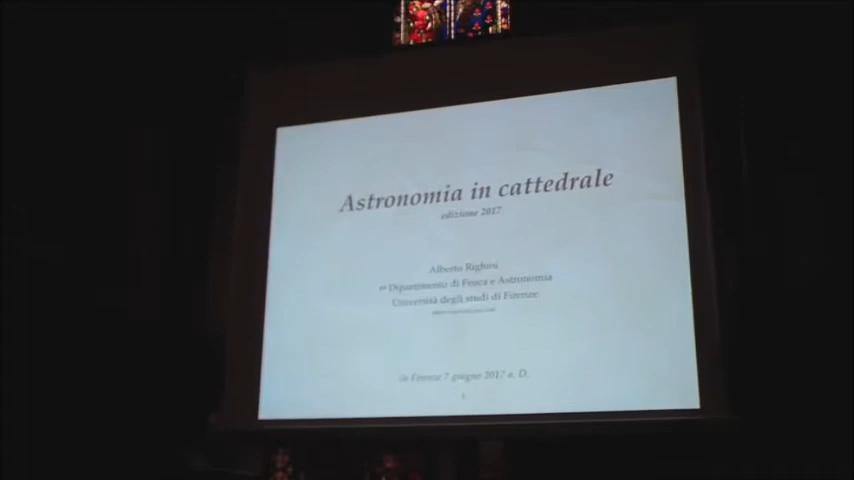 Astronomia in cattedrale
edizione 2017
Alberto Righini
Dipartimento di Fisica e Astronomia
Università degli studi di Firenze
in Firenze 7 giugno 2017 a. D.